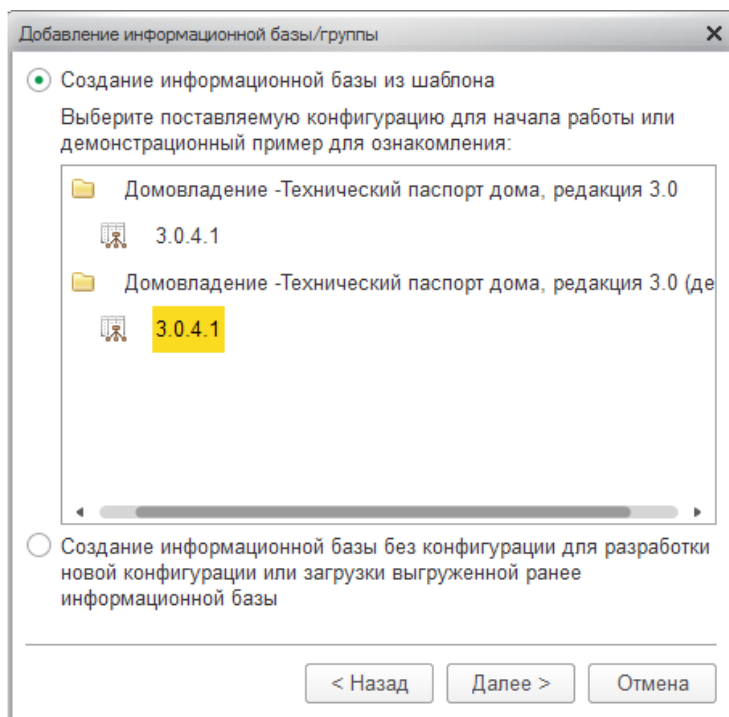 Добавление информационной базы/группы
Создание информационной базы из шаблона
Выберите поставляемую конфигурацию для начала работы или
демонстрационный пример для ознакомления:
Домовладение -Технический паспорт дома, редакция 3.0
3.0.4.1
Домовладение -Технический паспорт дома, редакция 3.0 (де
3.0.4.1
Создание информационной базы без конфигурации для разработки
новой конфигурации или загрузки выгруженной ранее
информационной базы
< Назад Далее > Отмена